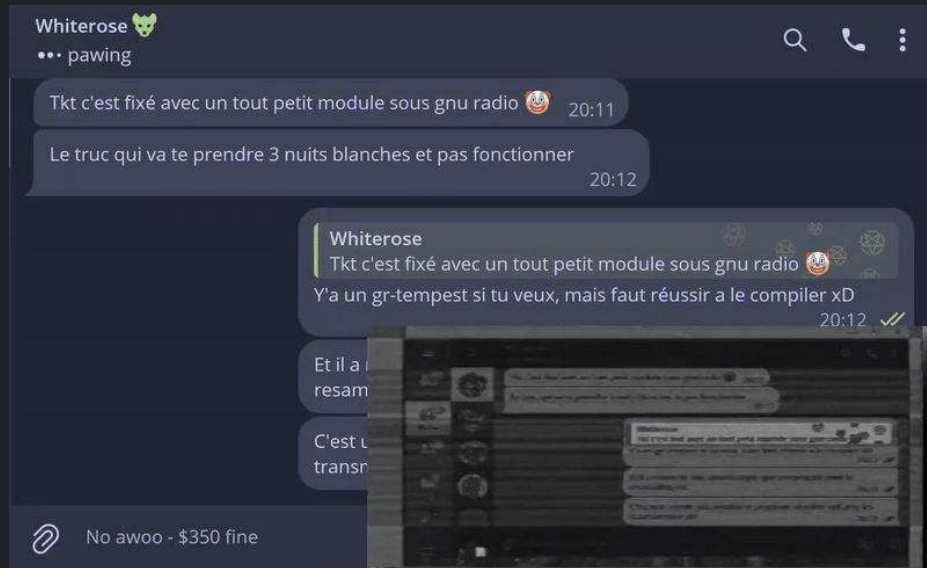 Whiterose
••• pawing
Tkt c'est fixé avec un tout petit module sous gnu radio 🤡 20:11
Le truc qui va te prendre 3 nuits blanches et pas fonctionner
20:12
Whiterose
Tkt c'est fixé avec un tout petit module sous gnu radio 🤡
Y'a un gr-tempest si tu veux, mais faut réussir a le compiler xD
20:12
Et il a
resam
C'est
transr
No awoo - $350 fine